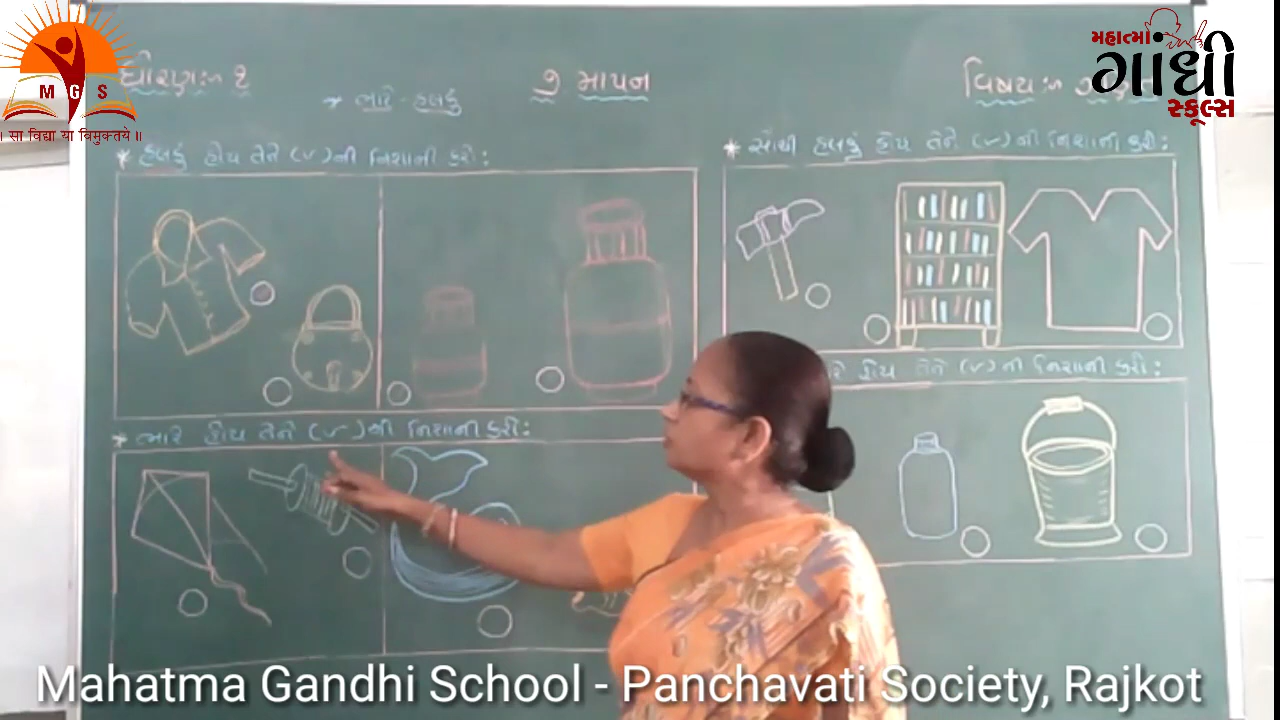 M G S
। सा विद्या या विमुक्तये ॥
મહાત્મા
ગાંધી
સ્કૂલ્સ
ધોરણ:- ૧
૭ માપન
વિષય:-
→ ભારે - હલકું
* હલકું હોય તેને (✓) ની નિશાની કરો:
* સૌથી હલકું હોય તેને (✓) ની નિશાની કરો:
* ભારે હોય તેને (✓) ની નિશાની કરો:
હોય તેને (✓) ની નિશાની કરો:
Mahatma Gandhi School - Panchavati Society, Rajkot